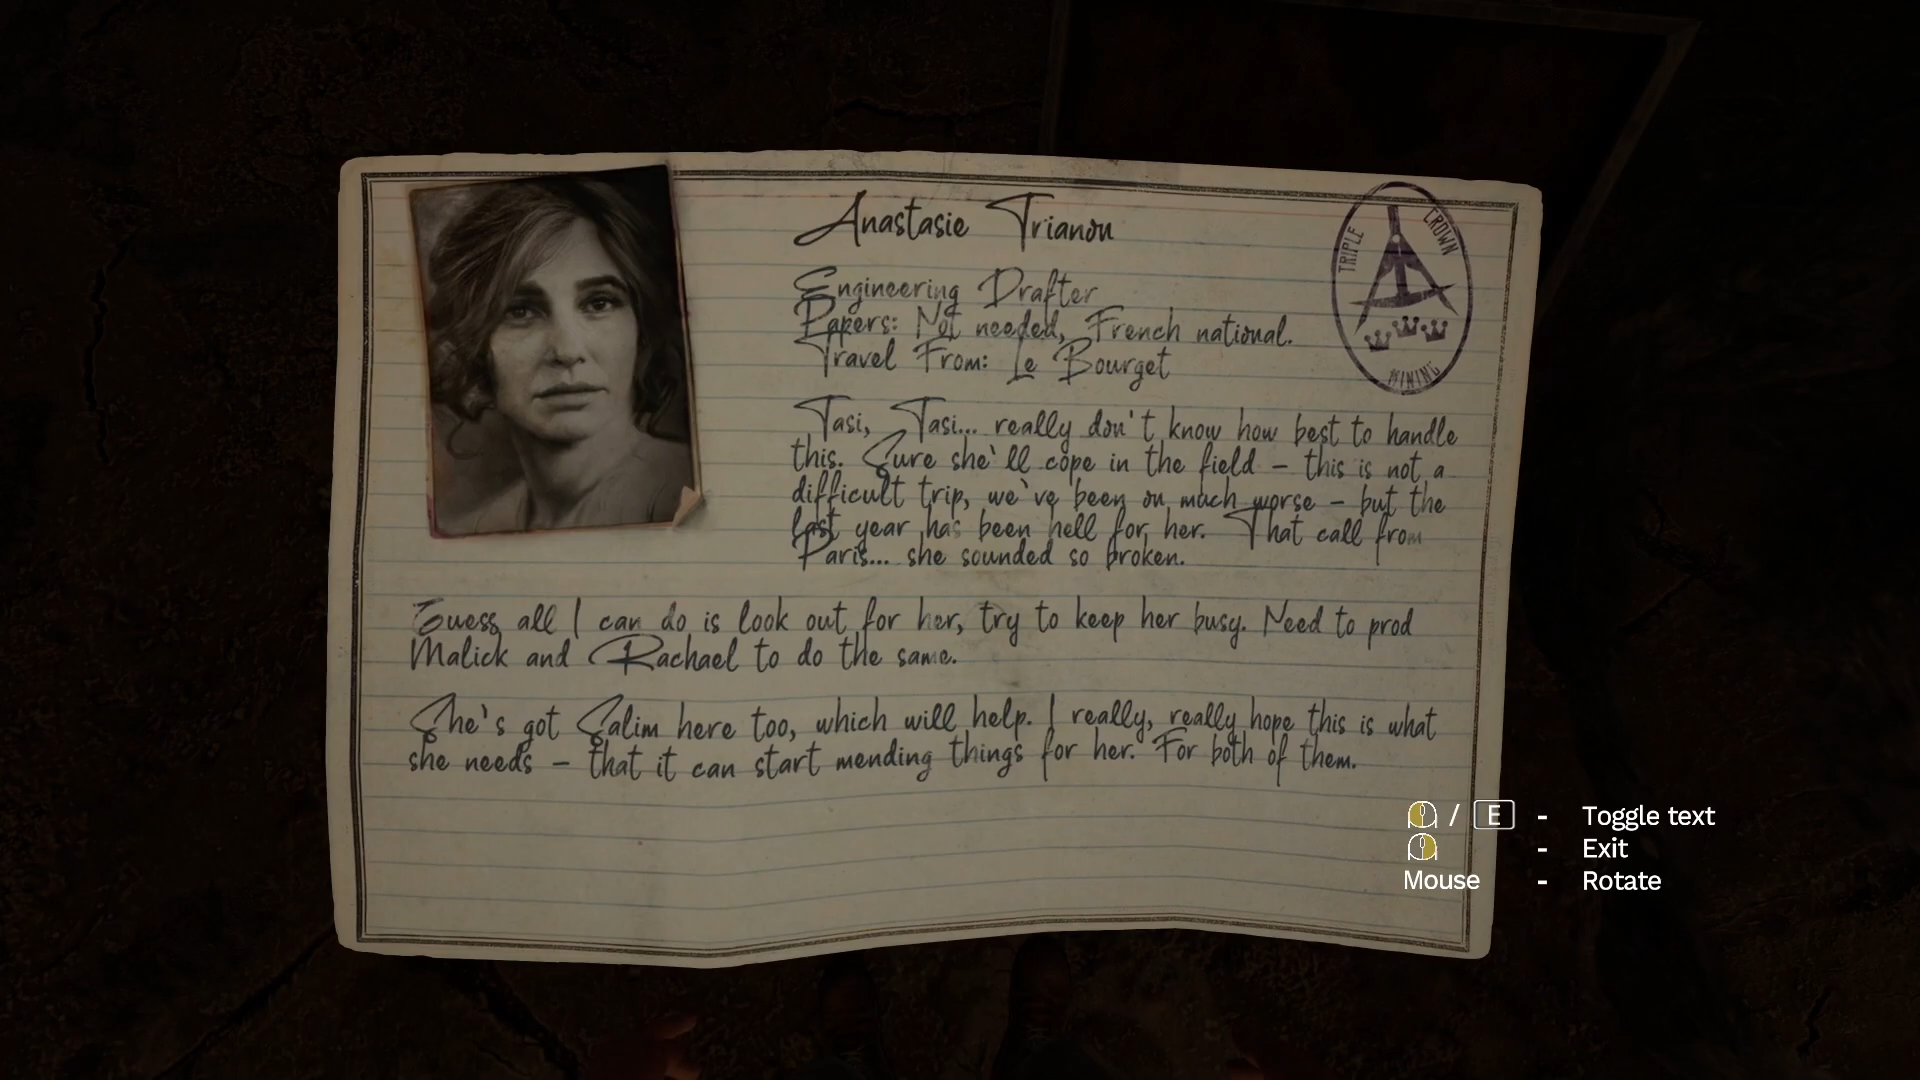 Anastasie Trianon
TRIPLE CROWN
MINING
Engineering Drafter
Papers: Not needed, French national.
Travel From: Le Bourget
Tasi, Tasi... really don't know how best to handle
this. Sure she'll cope in the field – this is not a
difficult trip, we've been on much worse – but the
last year has been hell for her. That call from
Paris... she sounded so broken.
Guess all I can do is look out for her, try to keep her busy. Need to prod
Malick and Rachael to do the same.
She's got Salim here too, which will help. I really, really hope this is what
she needs – that it can start mending things for her. For both of them.
/ E - Toggle text
- Exit
Mouse - Rotate